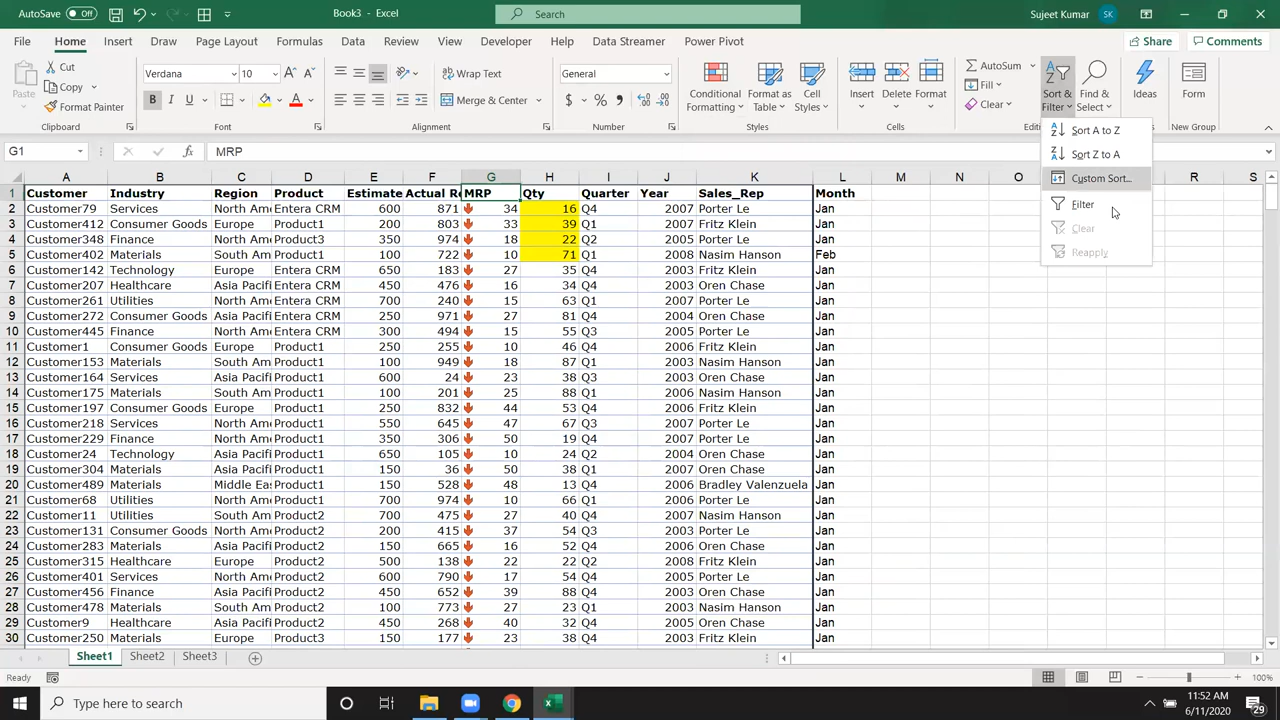 AutoSave Off Book3 - Excel Search Sujeet Kumar SK
File Home Insert Draw Page Layout Formulas Data Review View Developer Help Data Streamer Power Pivot Share Comments
Paste Cut Copy Format Painter Clipboard
Verdana 10 B I U A Font
Wrap Text Merge & Center Alignment
General $ % Number
Conditional Formatting Format as Table Cell Styles Styles
Insert Delete Format Cells
AutoSum Fill Clear Sort & Filter Find & Select Edi
Ideas Form New Group
Sort A to Z
Sort Z to A
Custom Sort...
Filter
Clear
Reapply
G1 fx MRP
A B C D E F G H I J K L M N O P Q R S
1 Customer Industry Region Product Estimate Actual Re MRP Qty Quarter Year Sales_Rep Month
2 Customer79 Services North Ame Entera CRM 600 871 34 16 Q4 2007 Porter Le Jan
3 Customer412 Consumer Goods Europe Product1 200 803 33 39 Q1 2007 Fritz Klein Jan
4 Customer348 Finance North Ame Product3 350 974 18 22 Q2 2005 Porter Le Jan
5 Customer402 Materials South Am Product3 100 722 10 71 Q1 2008 Nasim Hanson Feb
6 Customer142 Technology Europe Entera CRM 650 183 27 35 Q4 2003 Fritz Klein Jan
7 Customer207 Healthcare Asia Pacifi Entera CRM 450 476 16 34 Q4 2006 Oren Chase Jan
8 Customer261 Utilities North Ame Entera CRM 700 240 15 63 Q1 2007 Porter Le Jan
9 Customer272 Consumer Goods Asia Pacifi Entera CRM 250 971 27 81 Q4 2004 Oren Chase Jan
10 Customer445 Finance North Ame Entera CRM 300 494 15 55 Q3 2005 Porter Le Jan
11 Customer1 Consumer Goods Europe Product1 250 255 10 46 Q4 2006 Fritz Klein Jan
12 Customer153 Materials South Am Product1 100 949 18 87 Q1 2003 Nasim Hanson Jan
13 Customer164 Services Asia Pacifi Product1 600 24 23 38 Q3 2003 Oren Chase Jan
14 Customer175 Materials South Am Product1 100 201 25 88 Q1 2006 Nasim Hanson Jan
15 Customer197 Consumer Goods Europe Product1 250 832 44 53 Q4 2006 Fritz Klein Jan
16 Customer218 Services North Ame Product1 550 645 47 67 Q3 2007 Porter Le Jan
17 Customer229 Finance North Ame Product1 350 306 50 19 Q4 2007 Porter Le Jan
18 Customer24 Technology Asia Pacifi Product1 650 105 10 24 Q2 2004 Oren Chase Jan
19 Customer304 Materials Asia Pacifi Product1 150 36 50 38 Q1 2007 Oren Chase Jan
20 Customer489 Materials Middle Eas Product1 150 528 48 13 Q4 2006 Bradley Valenzuela Jan
21 Customer68 Utilities North Ame Product1 700 974 10 66 Q1 2006 Porter Le Jan
22 Customer11 Utilities South Am Product2 700 475 27 40 Q4 2007 Nasim Hanson Jan
23 Customer131 Consumer Goods North Ame Product2 200 415 37 54 Q3 2003 Porter Le Jan
24 Customer283 Materials Asia Pacifi Product2 150 665 16 52 Q2 2006 Oren Chase Jan
25 Customer315 Healthcare Europe Product2 500 138 22 22 Q2 2008 Fritz Klein Jan
26 Customer401 Services North Ame Product2 600 790 17 54 Q4 2005 Porter Le Jan
27 Customer456 Finance Asia Pacifi Product2 450 652 39 88 Q2 2003 Oren Chase Jan
28 Customer478 Materials South Am Product2 100 773 27 23 Q1 2003 Nasim Hanson Jan
29 Customer9 Healthcare Asia Pacifi Product2 450 268 40 32 Q4 2005 Oren Chase Jan
30 Customer250 Materials Europe Product3 150 177 23 38 Q4 2003 Fritz Klein Jan
Sheet1 Sheet2 Sheet3
Ready 100%
Type here to search 11:52 AM
6/11/2020 29